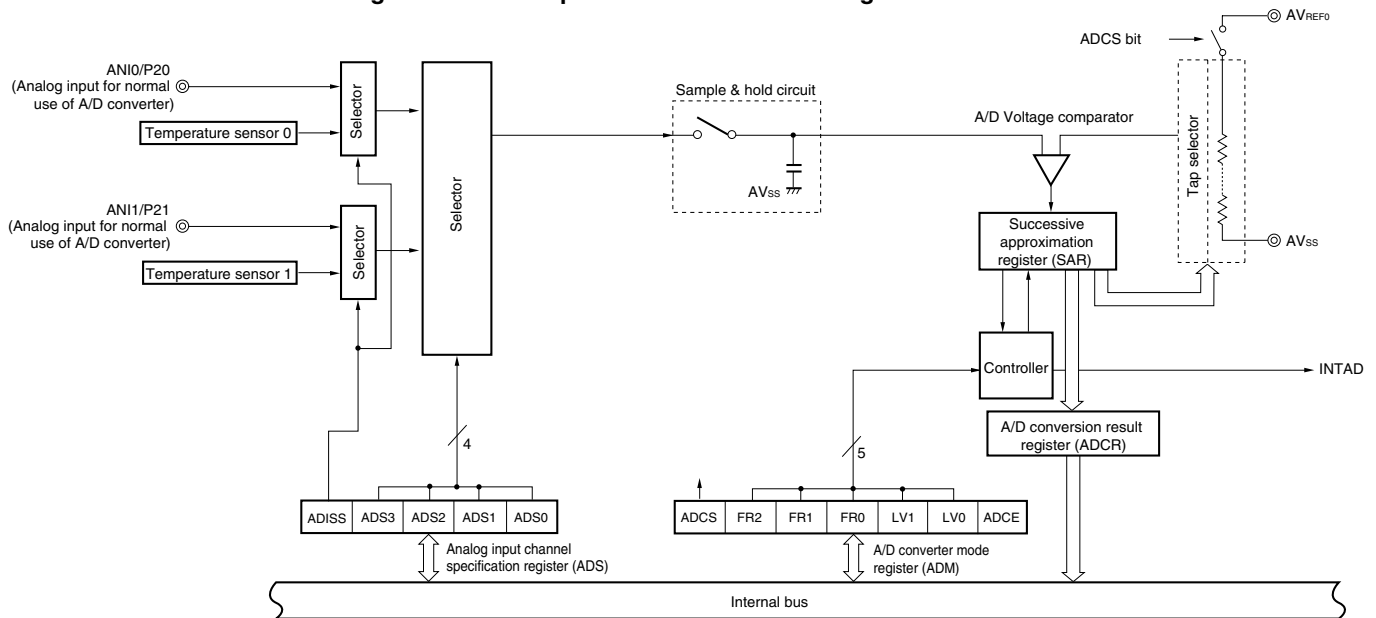 AVREF0
ADCS bit
ANI0/P20
(Analog input for normal
use of A/D converter)
Selector
Temperature sensor 0
Selector
Sample & hold circuit
AVSS
A/D Voltage comparator
Tap selector
AVSS
ANI1/P21
(Analog input for normal
use of A/D converter)
Selector
Temperature sensor 1
Successive
approximation
register (SAR)
Controller
INTAD
A/D conversion result
register (ADCR)
4
5
ADISS ADS3 ADS2 ADS1 ADS0
ADCS FR2 FR1 FR0 LV1 LV0 ADCE
Analog input channel
specification register (ADS)
A/D converter mode
register (ADM)
Internal bus